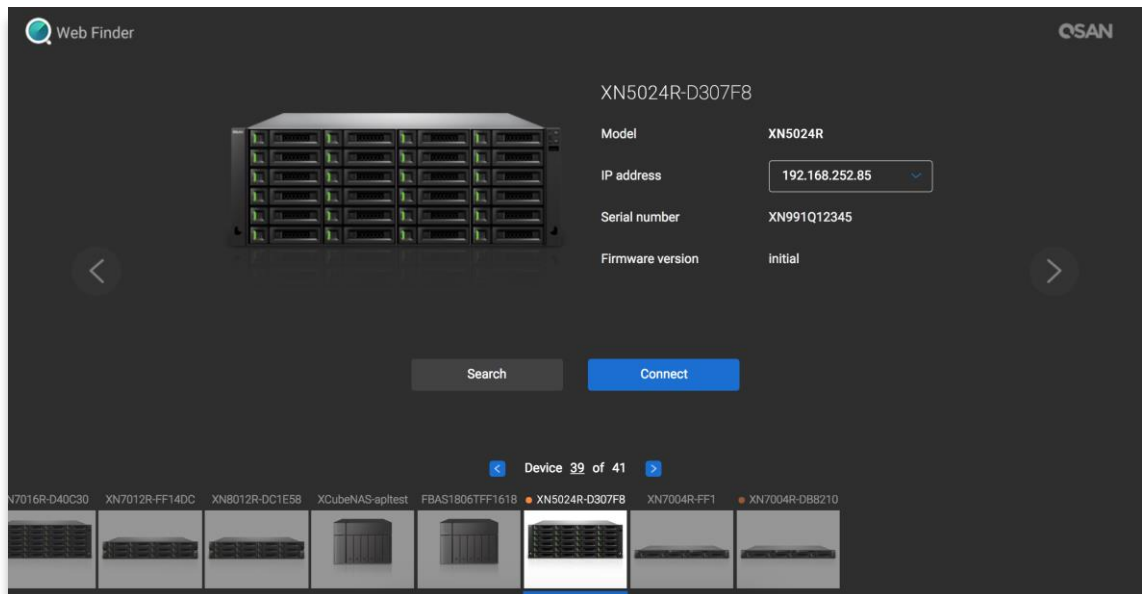 Web Finder
QSAN
XN5024R-D307F8
Model XN5024R
IP address 192.168.252.85
Serial number XN991Q12345
Firmware version initial
Search Connect
Device 39 of 41
N7016R-D40C30 XN7012R-FF14DC XN8012R-DC1E58 XCubeNAS-apltest FBAS1806TFF1618 XN5024R-D307F8 XN7004R-FF1 XN7004R-DB8210